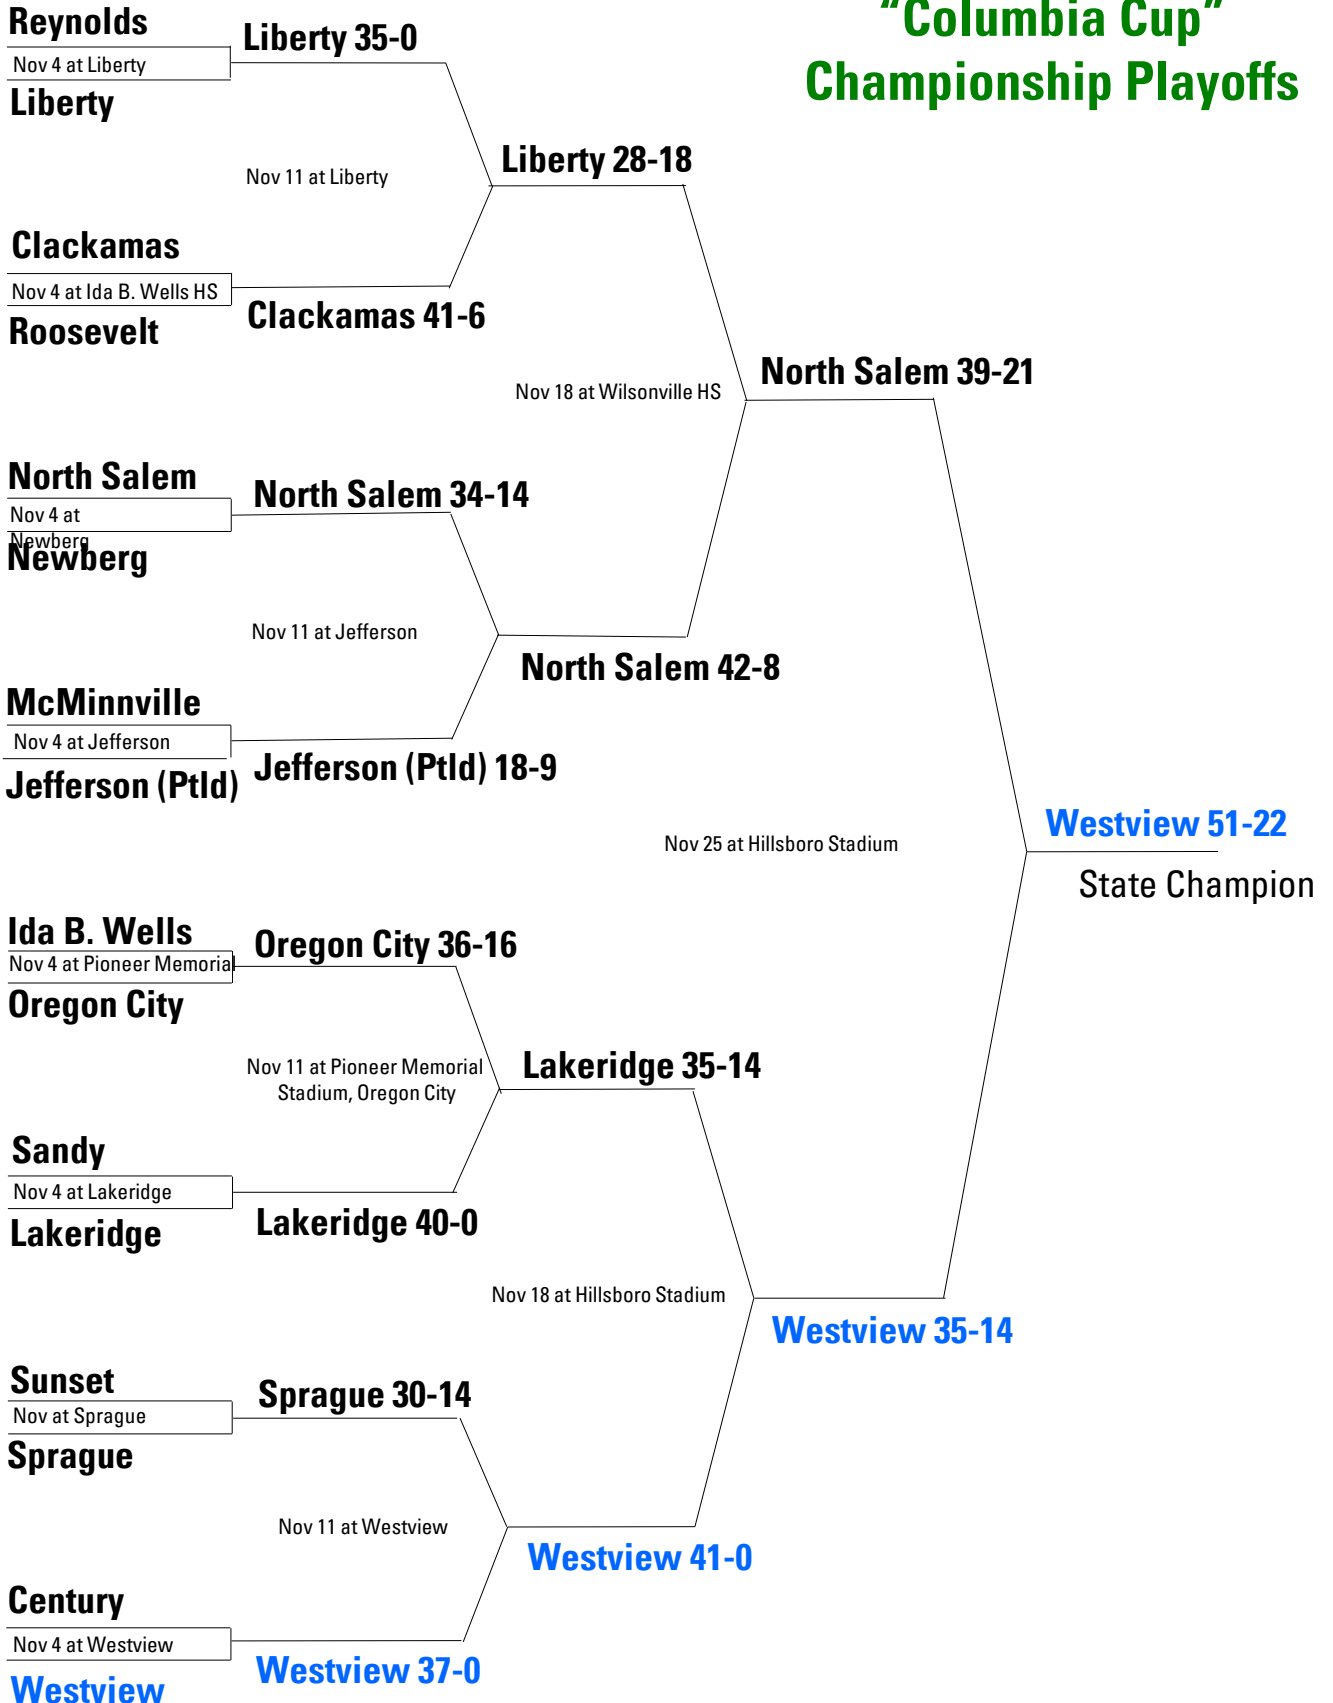 Reynolds
"Columbia Cup"
Liberty 35-0
Nov 4 at Liberty
Championship Playoffs
Liberty
Liberty 28-18
Nov 11 at Liberty
Clackamas
Nov 4 at Ida B. Wells HS
Clackamas 41-6
Roosevelt
North Salem 39-21
Nov 18 at Wilsonville HS
North Salem
North Salem 34-14
Nov 4 at
Newberg
Newberg
Nov 11 at Jefferson
North Salem 42-8
McMinnville
Nov 4 at Jefferson
Jefferson (Ptld) 18-9
Jefferson (Ptld)
Westview 51-22
Nov 25 at Hillsboro Stadium
State Champion
Ida B. Wells
Oregon City 36-16
Nov 4 at Pioneer Memorial
Oregon City
Lakeridge 35-14
Nov 11 at Pioneer Memorial
Stadium, Oregon City
Sandy
Nov 4 at Lakeridge
Lakeridge 40-0
Lakeridge
Nov 18 at Hillsboro Stadium
Westview 35-14
Sunset
Sprague 30-14
Nov at Sprague
Sprague
Nov 11 at Westview
Westview 41-0
Century
Nov 4 at Westview
Westview 37-0
Westview